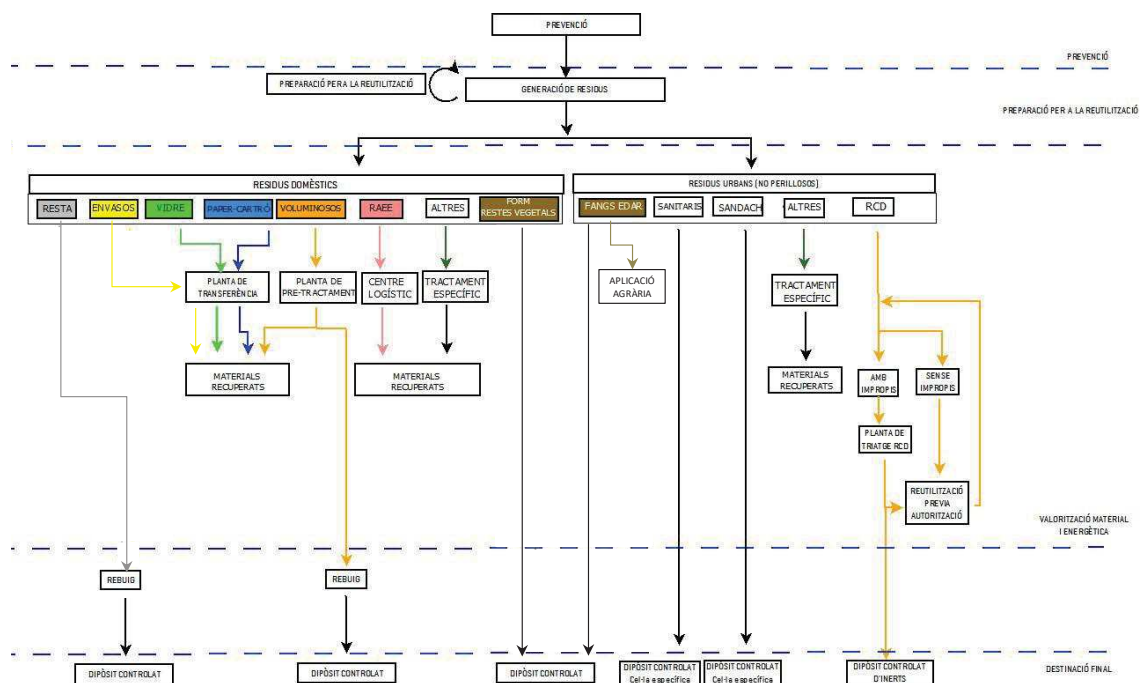 PREVENCIÓ
PREVENCIÓ
PREPARACIÓ PER A LA REUTILITZACIÓ
GENERACIÓ DE RESIDUS
PREPARACIÓ PER A LA REUTILITZACIÓ
RESIDUS DOMÈSTICS
RESIDUS URBANS (NO PERILLOSOS)
RESTA
ENVASOS
VIDRE
PAPER-CARTRÓ
VOLUMINOSOS
RAEE
ALTRES
FORM
RESTES VEGETALS
FANGS EDAR
SANITARIS
SANDACH
ALTRES
RCD
PLANTA DE
TRANSFERÈNCIA
PLANTA DE
PRE-TRACTAMENT
CENTRE
LOGÍSTIC
TRACTAMENT
ESPECÍFIC
APLICACIÓ
AGRÀRIA
TRACTAMENT
ESPECÍFIC
MATERIALS
RECUPERATS
MATERIALS
RECUPERATS
MATERIALS
RECUPERATS
AMB
IMPROPIS
SENSE
IMPROPIS
PLANTA DE
TRIATGE RCD
REUTILITZACIÓ
PREVIA
AUTORITZACIÓ
VALORITZACIÓ MATERIAL
I ENERGÈTICA
REBUIG
REBUIG
DIPÒSIT CONTROLAT
DIPÒSIT CONTROLAT
DIPÒSIT CONTROLAT
DIPÒSIT CONTROLAT
Cel·la específica
DIPÒSIT CONTROLAT
Cel·la específica
DIPÒSIT CONTROLAT
D'INERTS
DESTINACIÓ FINAL